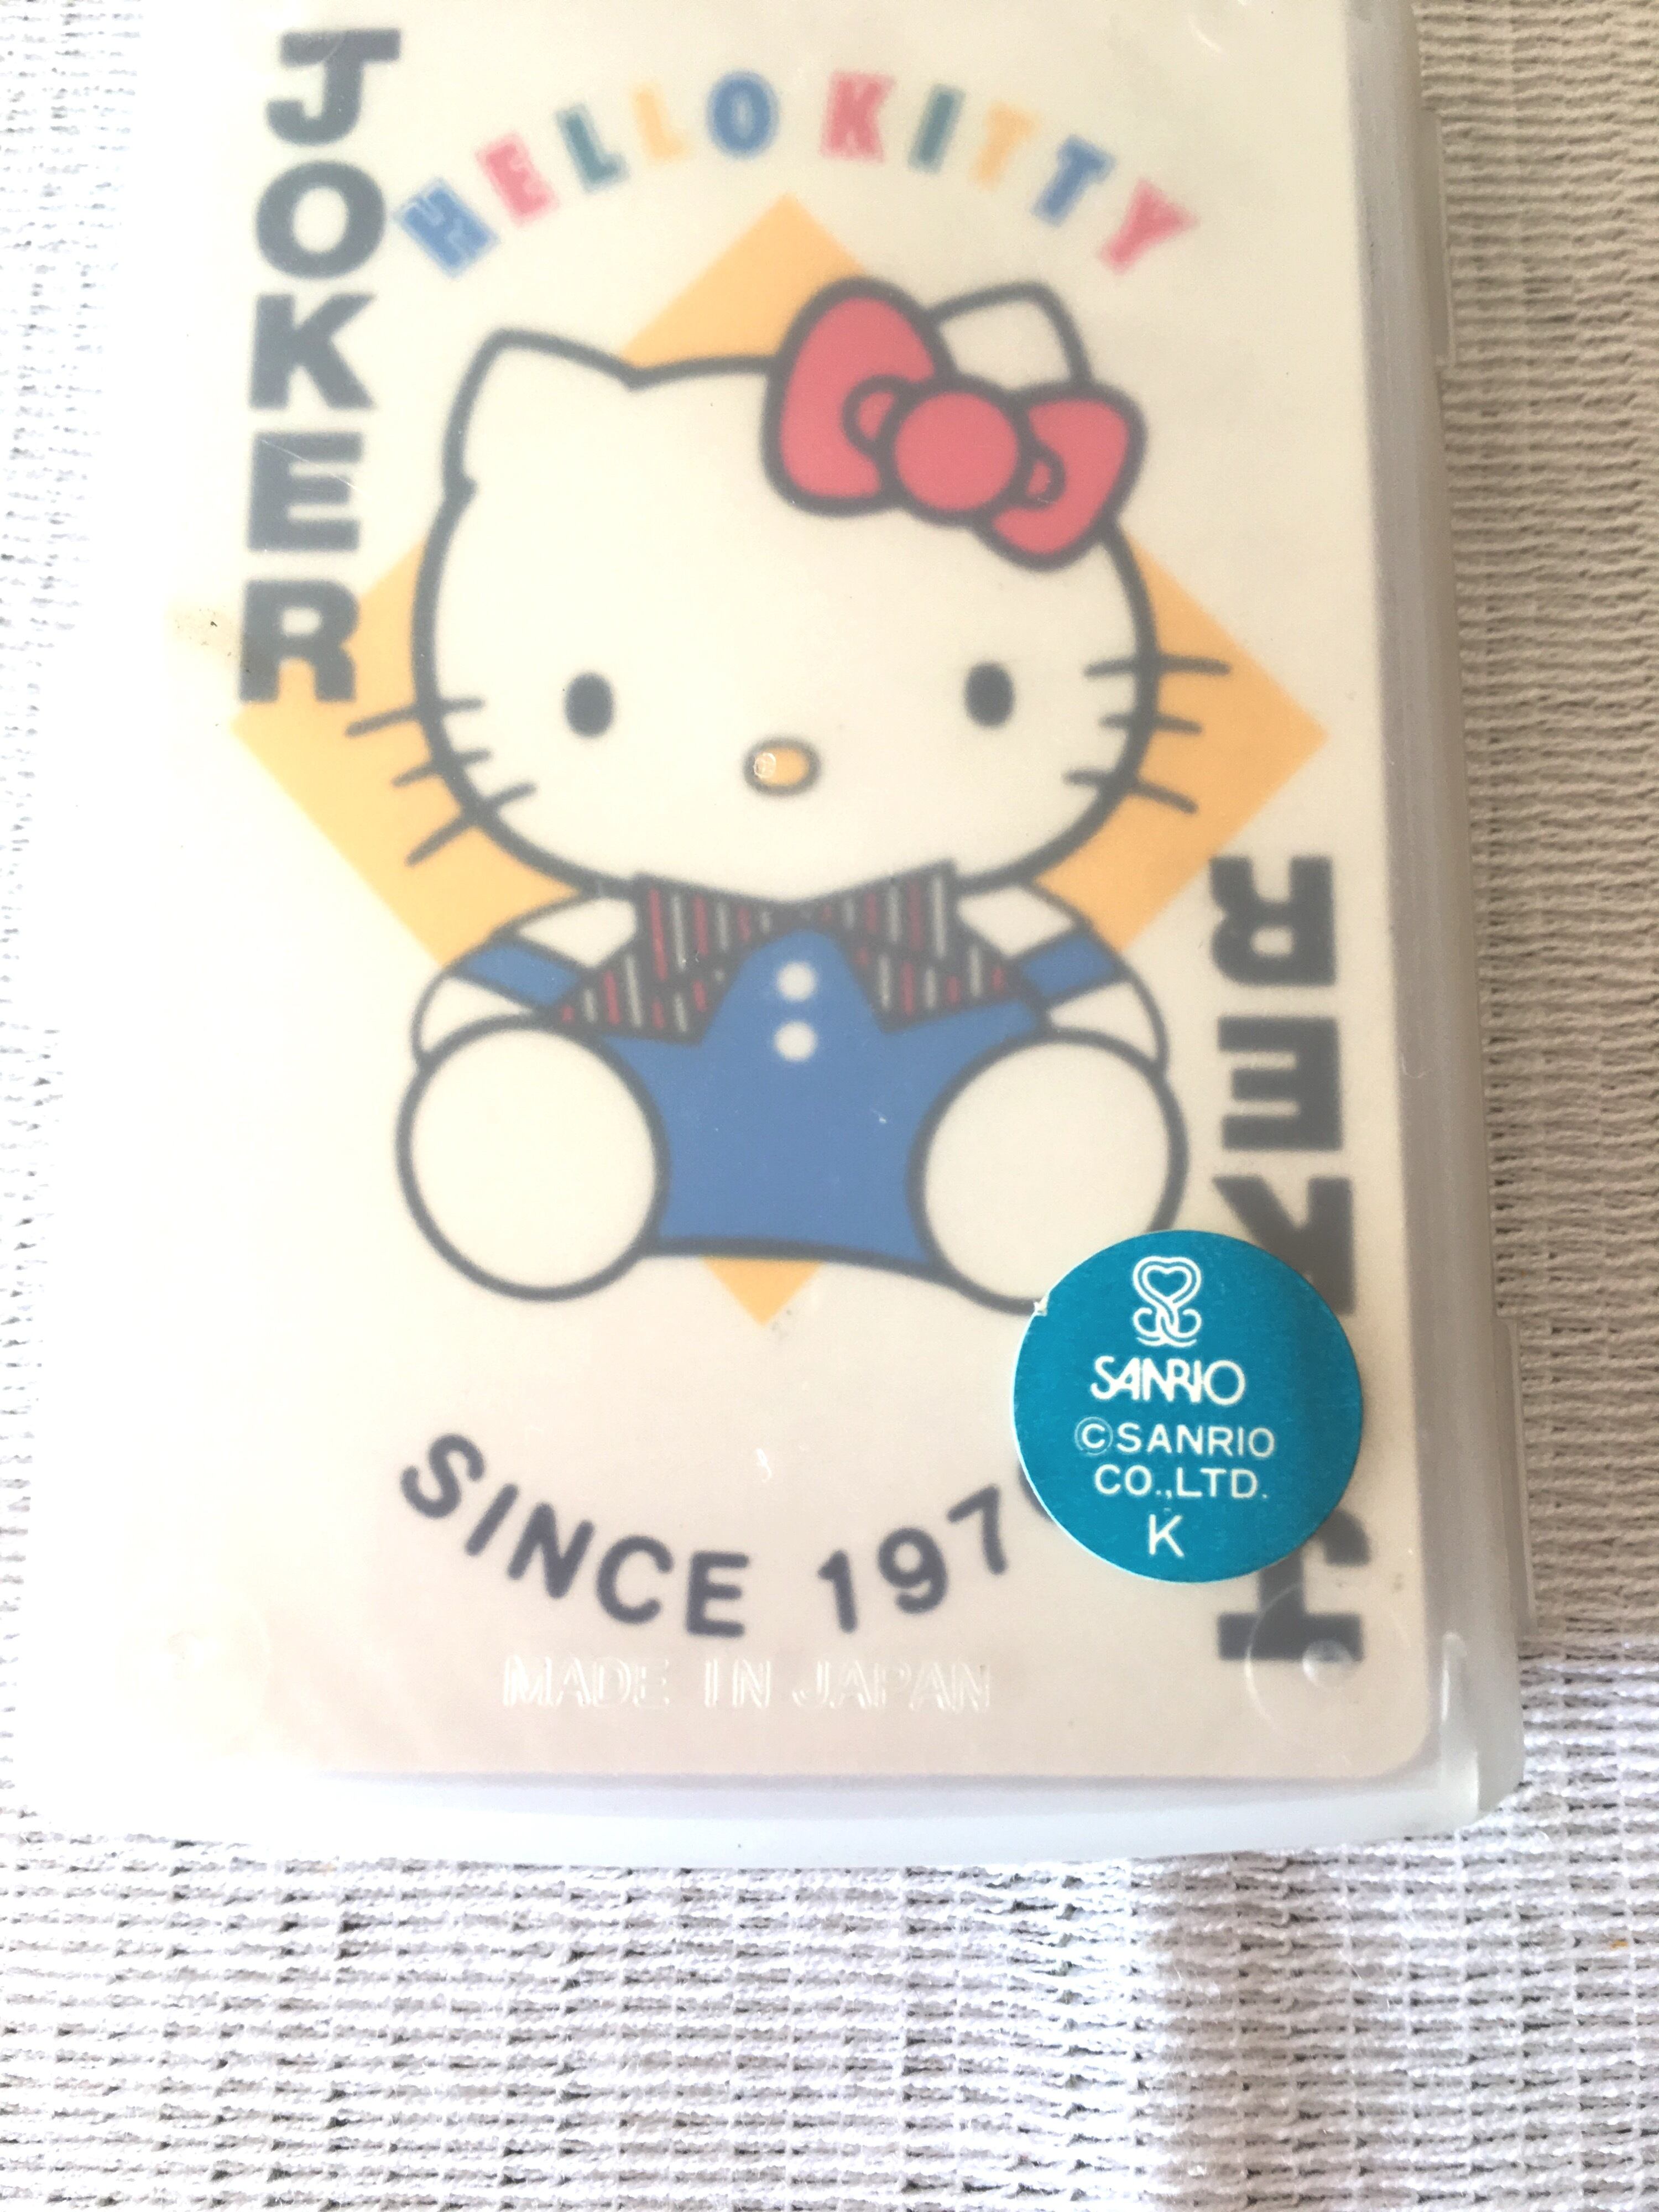 JOKER
HELLO KITTY
JOKER
SANRIO
©SANRIO
CO.,LTD.
K
SINCE 197
MADE IN JAPAN